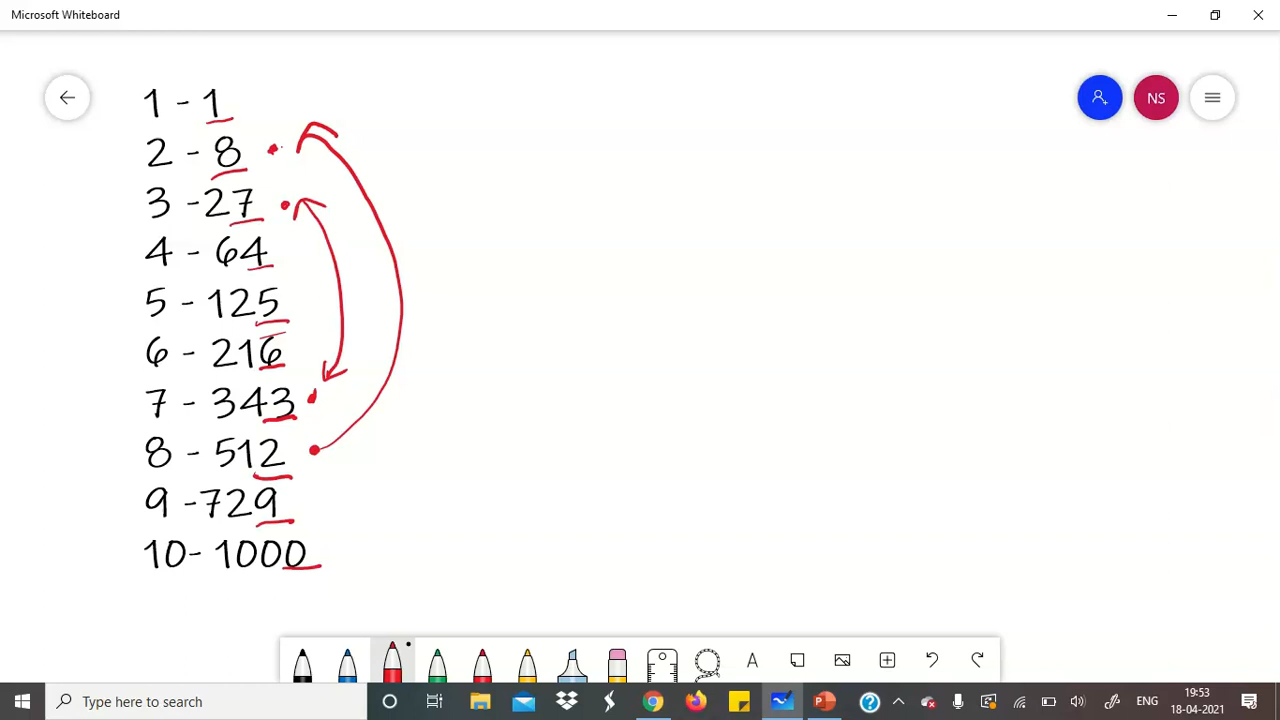 Microsoft Whiteboard
NS
1 - 1
2 - 8
3 - 27
4 - 64
5 - 125
6 - 216
7 - 343
8 - 512
9 - 729
10 - 1000
A
Type here to search
ENG
19:53
18-04-2021